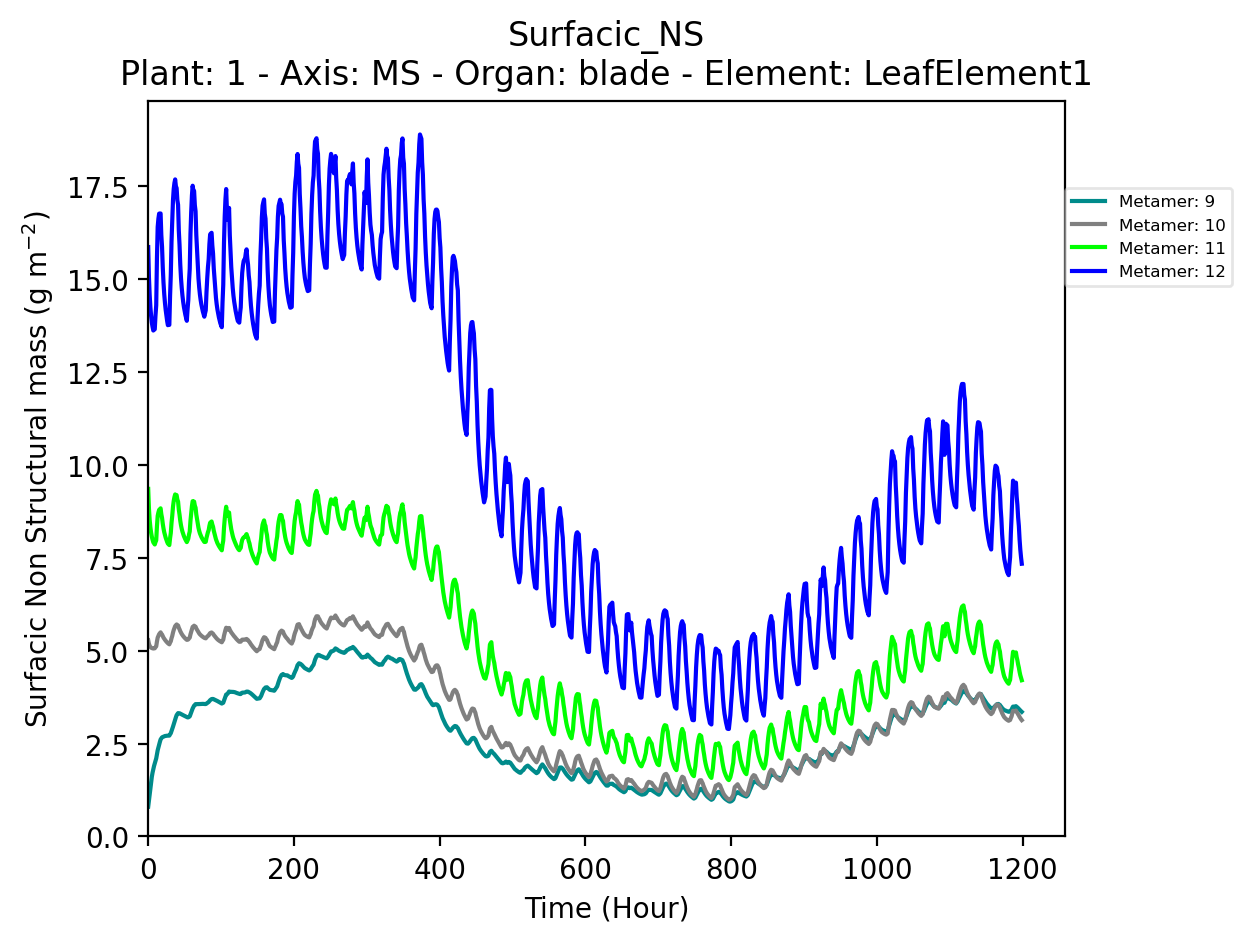 Surfacic_NS
Plant: 1 - Axis: MS - Organ: blade - Element: LeafElement1
Surfacic Non Structural mass (g m⁻²)
17.5
15.0
12.5
10.0
7.5
5.0
2.5
0.0
Metamer: 9
Metamer: 10
Metamer: 11
Metamer: 12
0 200 400 600 800 1000 1200
Time (Hour)